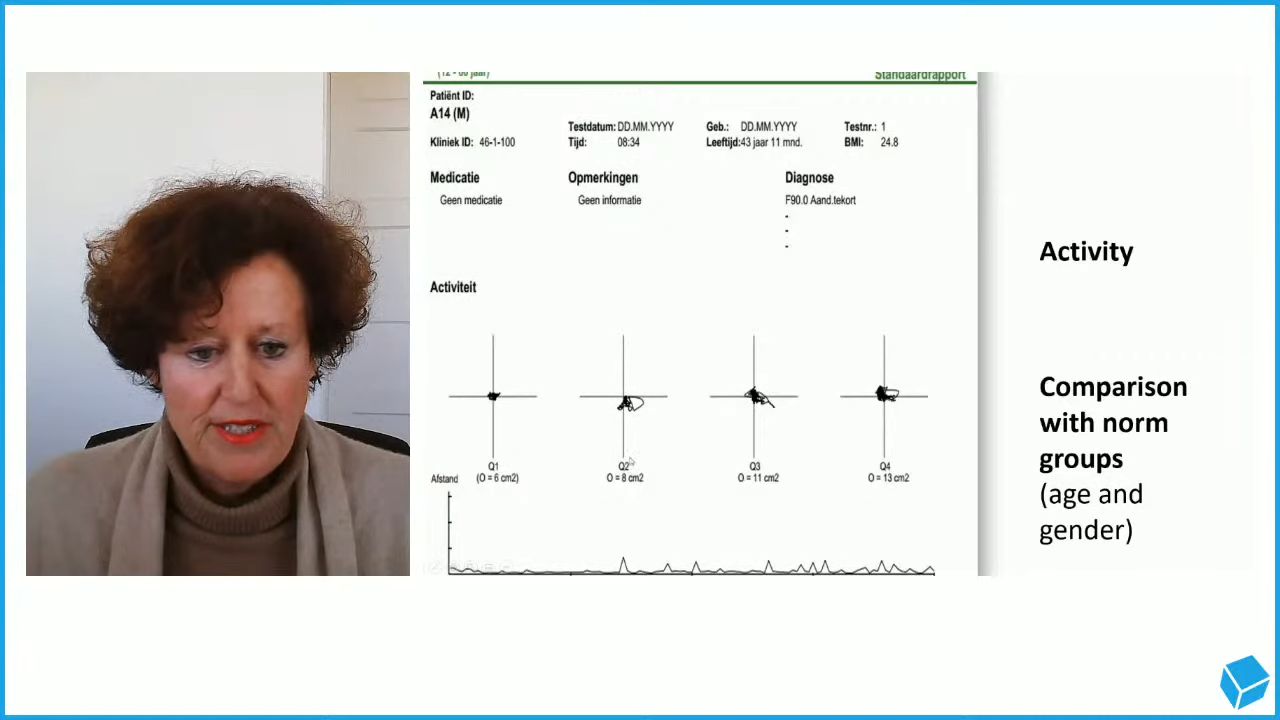 (12 - 60 jaar)
Standaardrapport
Patiënt ID:
A14 (M)
Testdatum: DD.MM.YYYY Geb.: DD.MM.YYYY Testnr.: 1
Kliniek ID: 46-1-100 Tijd: 08:34 Leeftijd:43 jaar 11 mnd. BMI: 24.8
Medicatie Opmerkingen Diagnose
Geen medicatie Geen informatie F90.0 Aand.tekort
-
-
-
Activiteit
Q1 Q2 Q3 Q4
Afstand (O = 6 cm2) O = 8 cm2 O = 11 cm2 O = 13 cm2
Activity
Comparison
with norm
groups
(age and
gender)